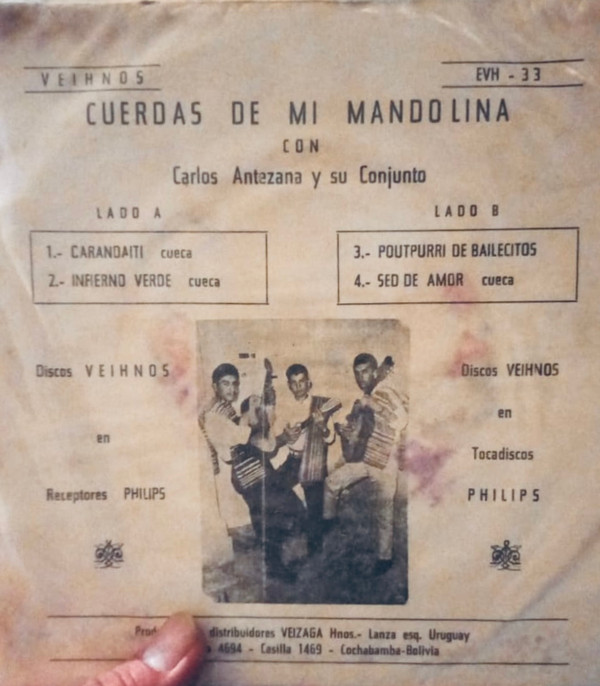 VEIHNOS
EVH - 33
CUERDAS DE MI MANDOLINA
CON
Carlos Antezana y su Conjunto
LADO A
1.- CARANDAITI cueca
2.- INFIERNO VERDE cueca
LADO B
3.- POUTPURRI DE BAILECITOS
4.- SED DE AMOR cueca
Discos VEIHNOS
en
Receptores PHILIPS
Discos VEIHNOS
en
Tocadiscos
PHILIPS
distribuidores VEIZAGA Hnos.- Lanza esq. Uruguay
4694 - Casilla 1469 - Cochabamba-Bolivia